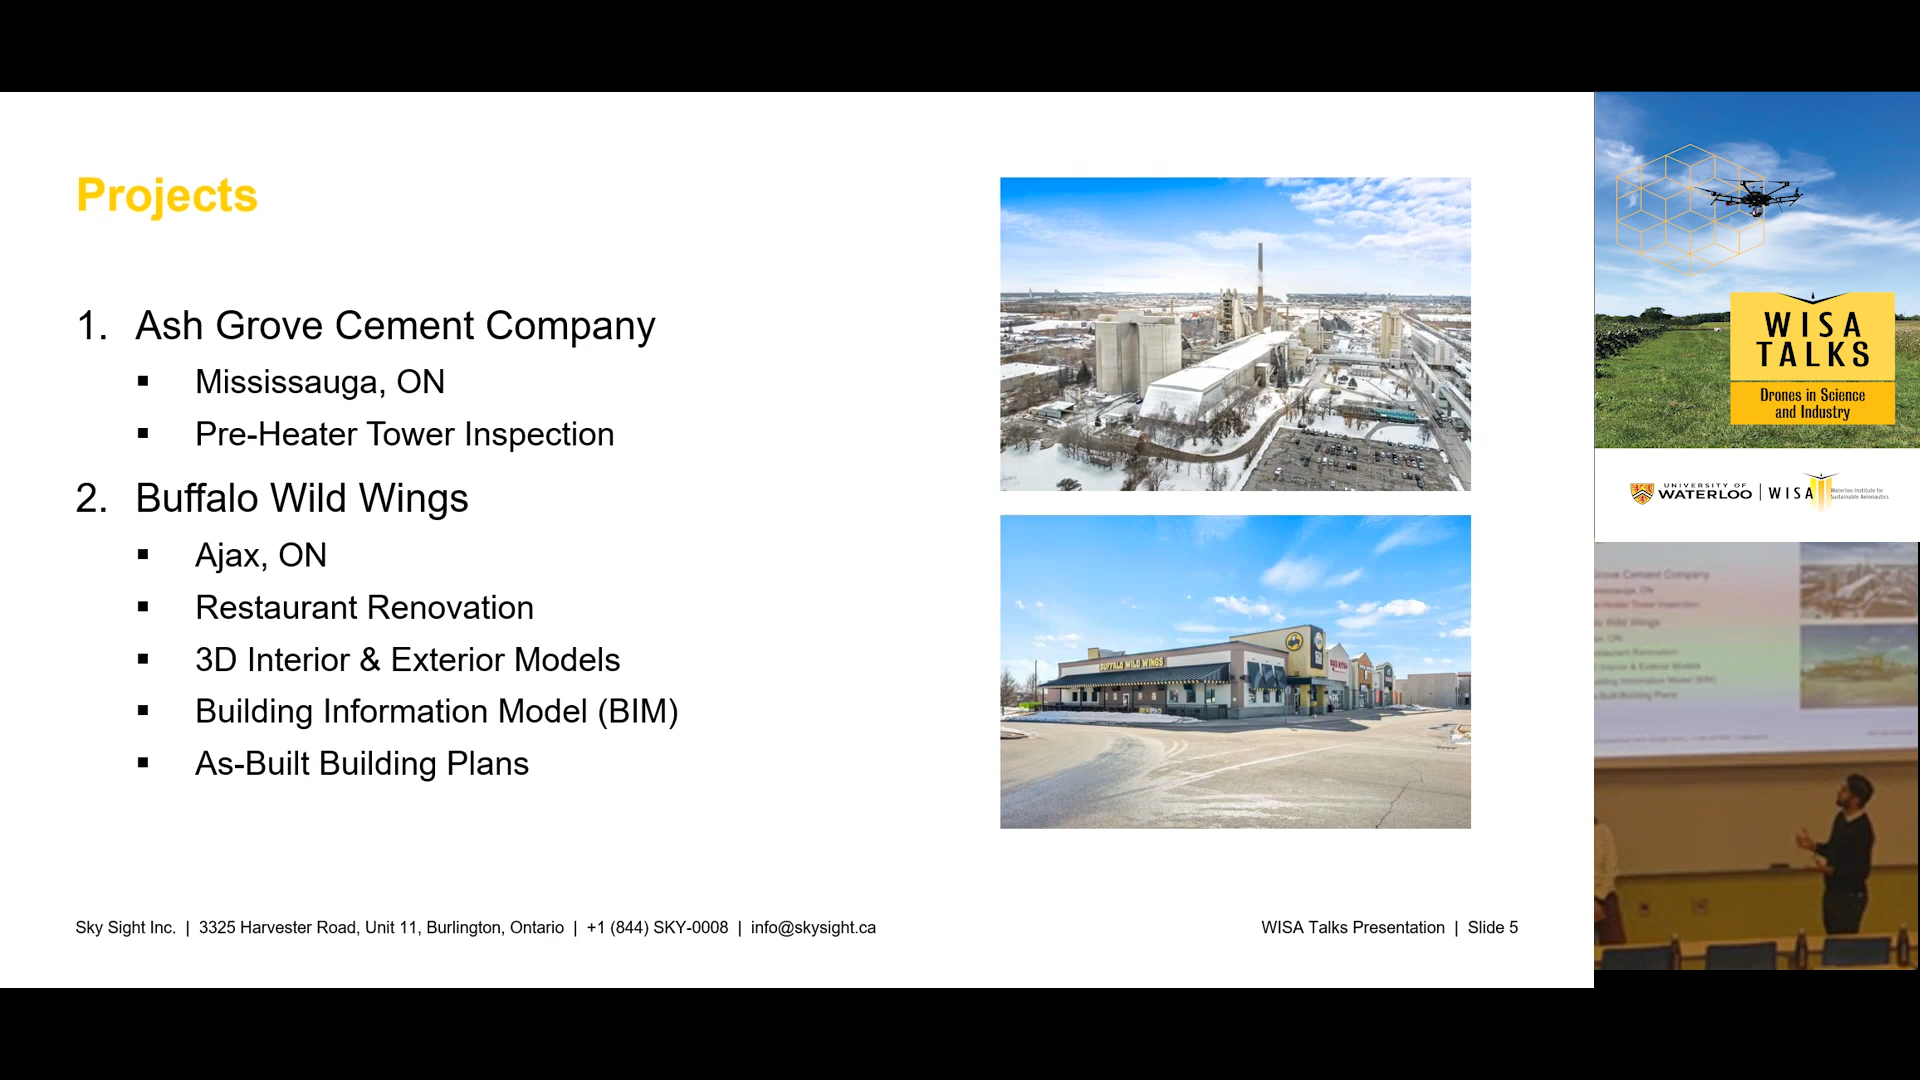 Projects
1. Ash Grove Cement Company
▪ Mississauga, ON
▪ Pre-Heater Tower Inspection
2. Buffalo Wild Wings
▪ Ajax, ON
▪ Restaurant Renovation
▪ 3D Interior & Exterior Models
▪ Building Information Model (BIM)
▪ As-Built Building Plans
BUFFALO WILD WINGS
Sky Sight Inc. | 3325 Harvester Road, Unit 11, Burlington, Ontario | +1 (844) SKY-0008 | info@skysight.ca
WISA Talks Presentation | Slide 5
WISA
TALKS
Drones in Science
and Industry
UNIVERSITY OF
WATERLOO | WISA
Waterloo Institute for
Sustainable Aeronautics